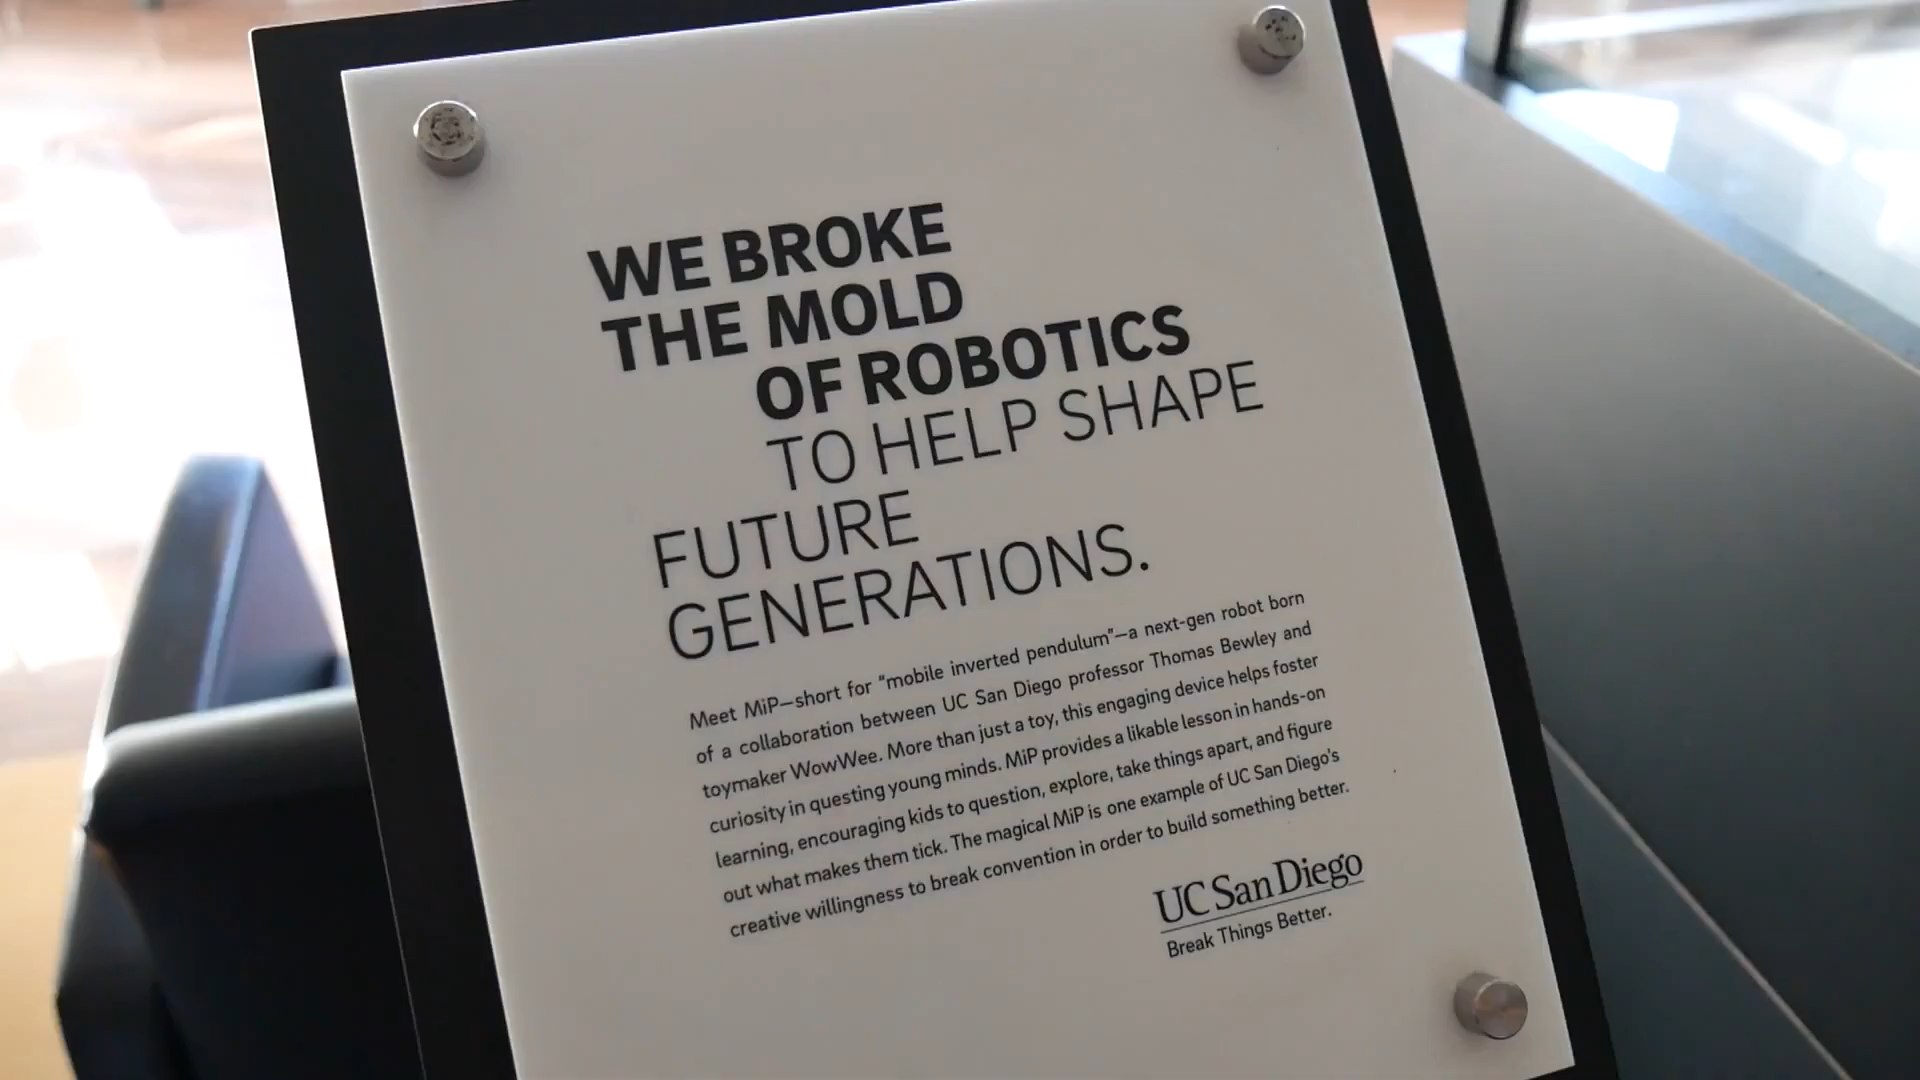 WE BROKE
THE MOLD
OF ROBOTICS
TO HELP SHAPE
FUTURE
GENERATIONS.
Meet MiP—short for "mobile inverted pendulum"—a next-gen robot born
of a collaboration between UC San Diego professor Thomas Bewley and
toymaker WowWee. More than just a toy, this engaging device helps foster
curiosity in questing young minds. MiP provides a likable lesson in hands-on
learning, encouraging kids to question, explore, take things apart, and figure
out what makes them tick. The magical MiP is one example of UC San Diego's
creative willingness to break convention in order to build something better.
UC San Diego
Break Things Better.